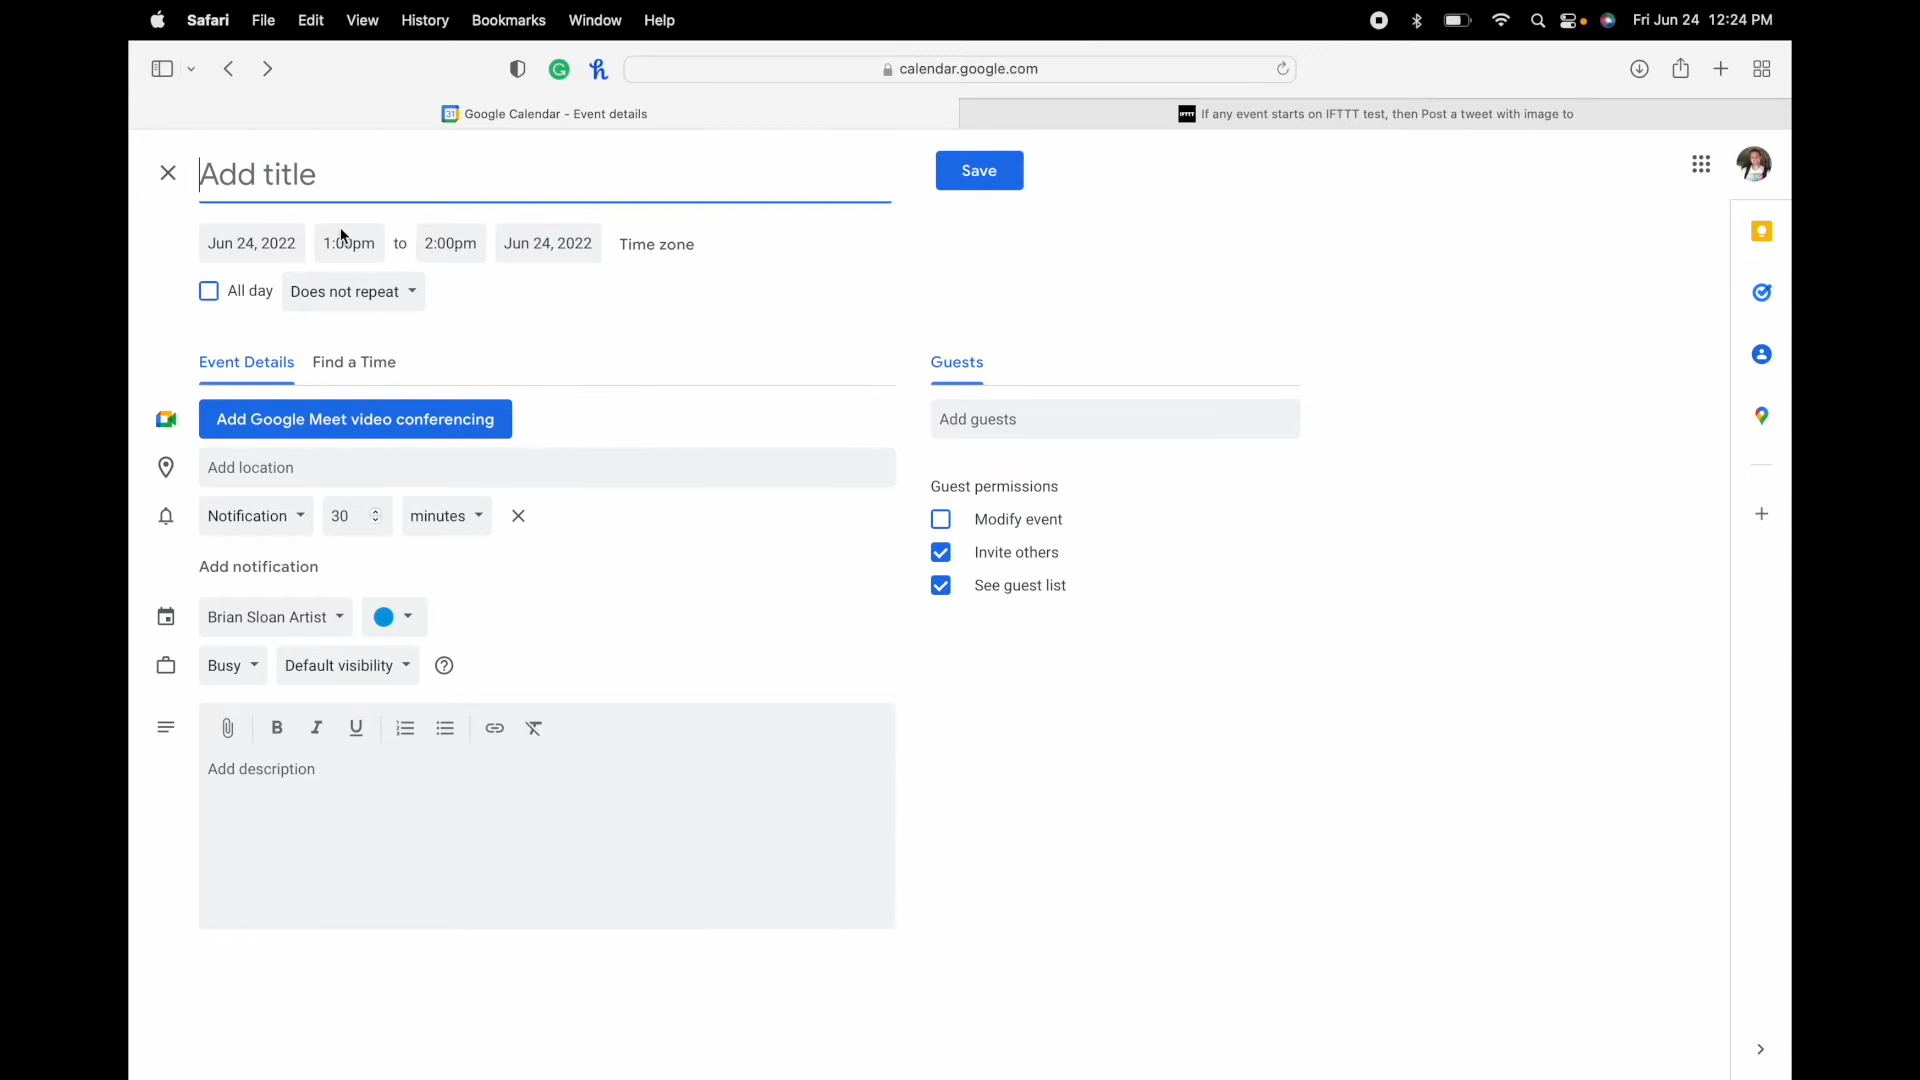 Safari File Edit View History Bookmarks Window Help Fri Jun 24 12:24 PM
calendar.google.com
31 Google Calendar - Event details
IFTTT If any event starts on IFTTT test, then Post a tweet with image to
Add title
Save
Jun 24, 2022 1:00pm to 2:00pm Jun 24, 2022 Time zone
All day Does not repeat
Event Details Find a Time
Guests
Add Google Meet video conferencing
Add guests
Add location
Guest permissions
Notification 30 minutes
Modify event
Invite others
Add notification
See guest list
Brian Sloan Artist
Busy Default visibility
B I U
Add description